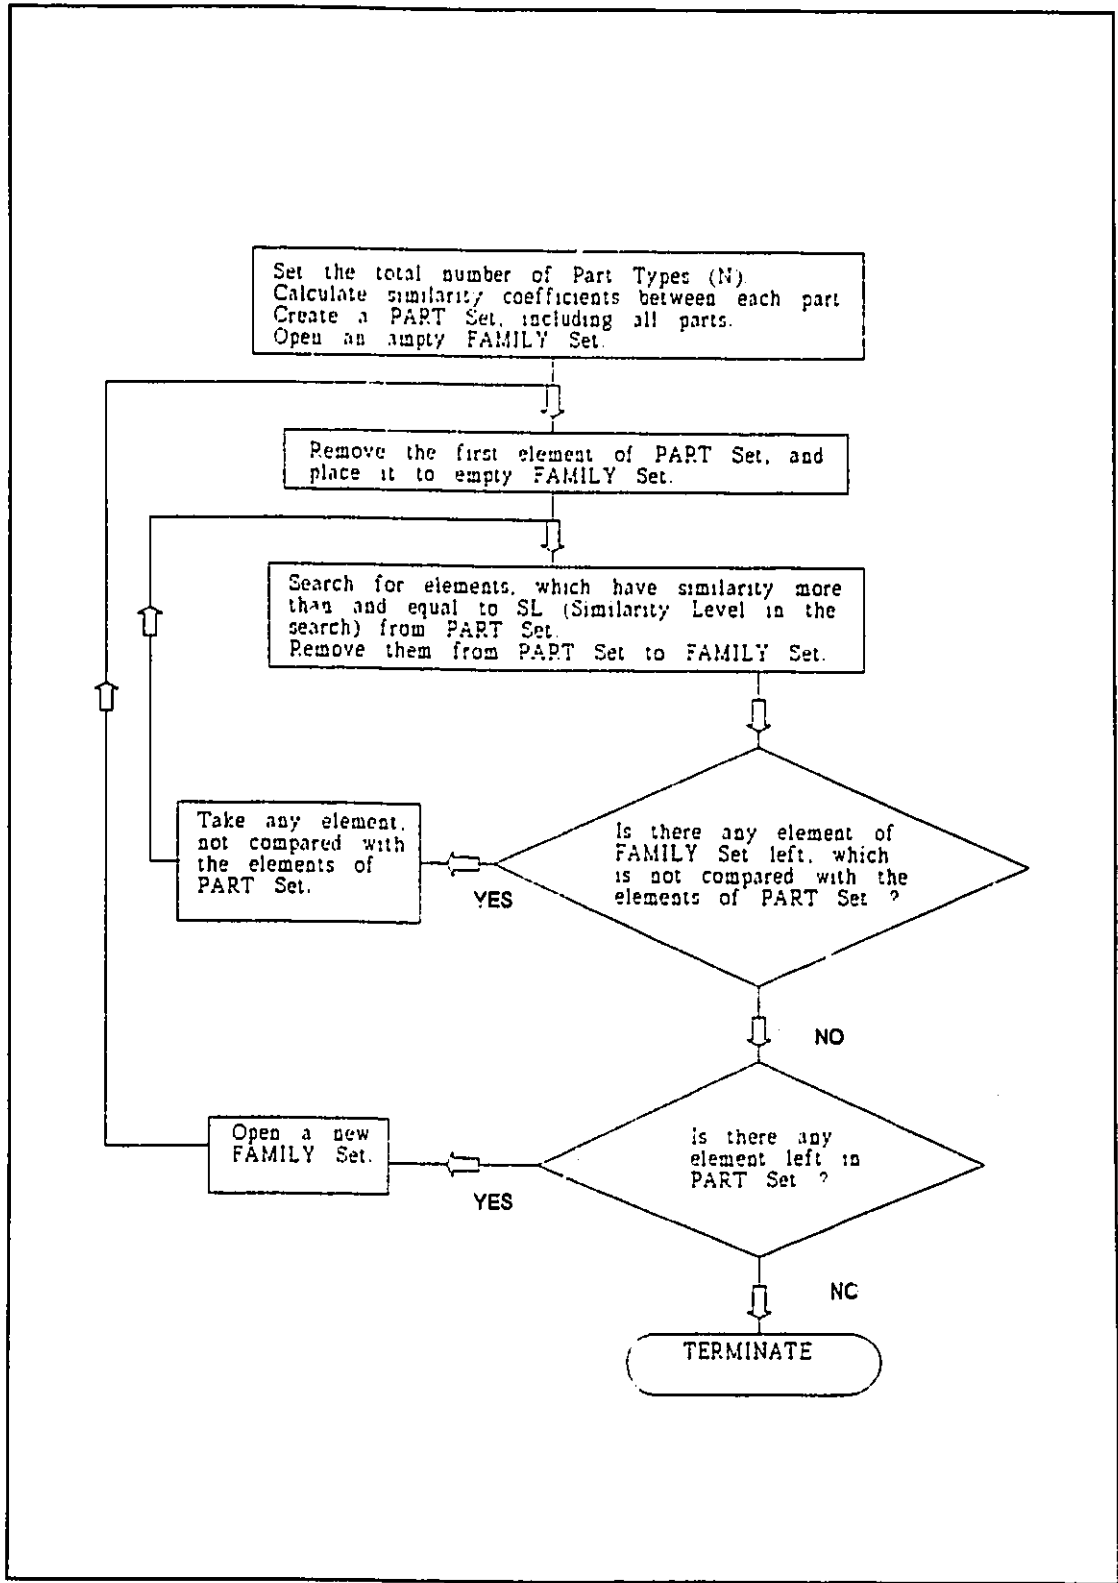 Set the total number of Part Types (N).
Calculate similarity coefficients between each part
Create a PART Set, including all parts.
Open an ampty FAMILY Set.
Remove the first element of PART Set, and
place it to empty FAMILY Set.
Search for elements, which have similarity more
than and equal to SL (Similarity Level in the
search) from PART Set.
Remove them from PART Set to FAMILY Set.
Is there any element of
FAMILY Set left, which
is not compared with the
elements of PART Set ?
YES
Take any element,
not compared with
the elements of
PART Set.
NO
Is there any
element left in
PART Set ?
YES
Open a new
FAMILY Set.
NO
TERMINATE